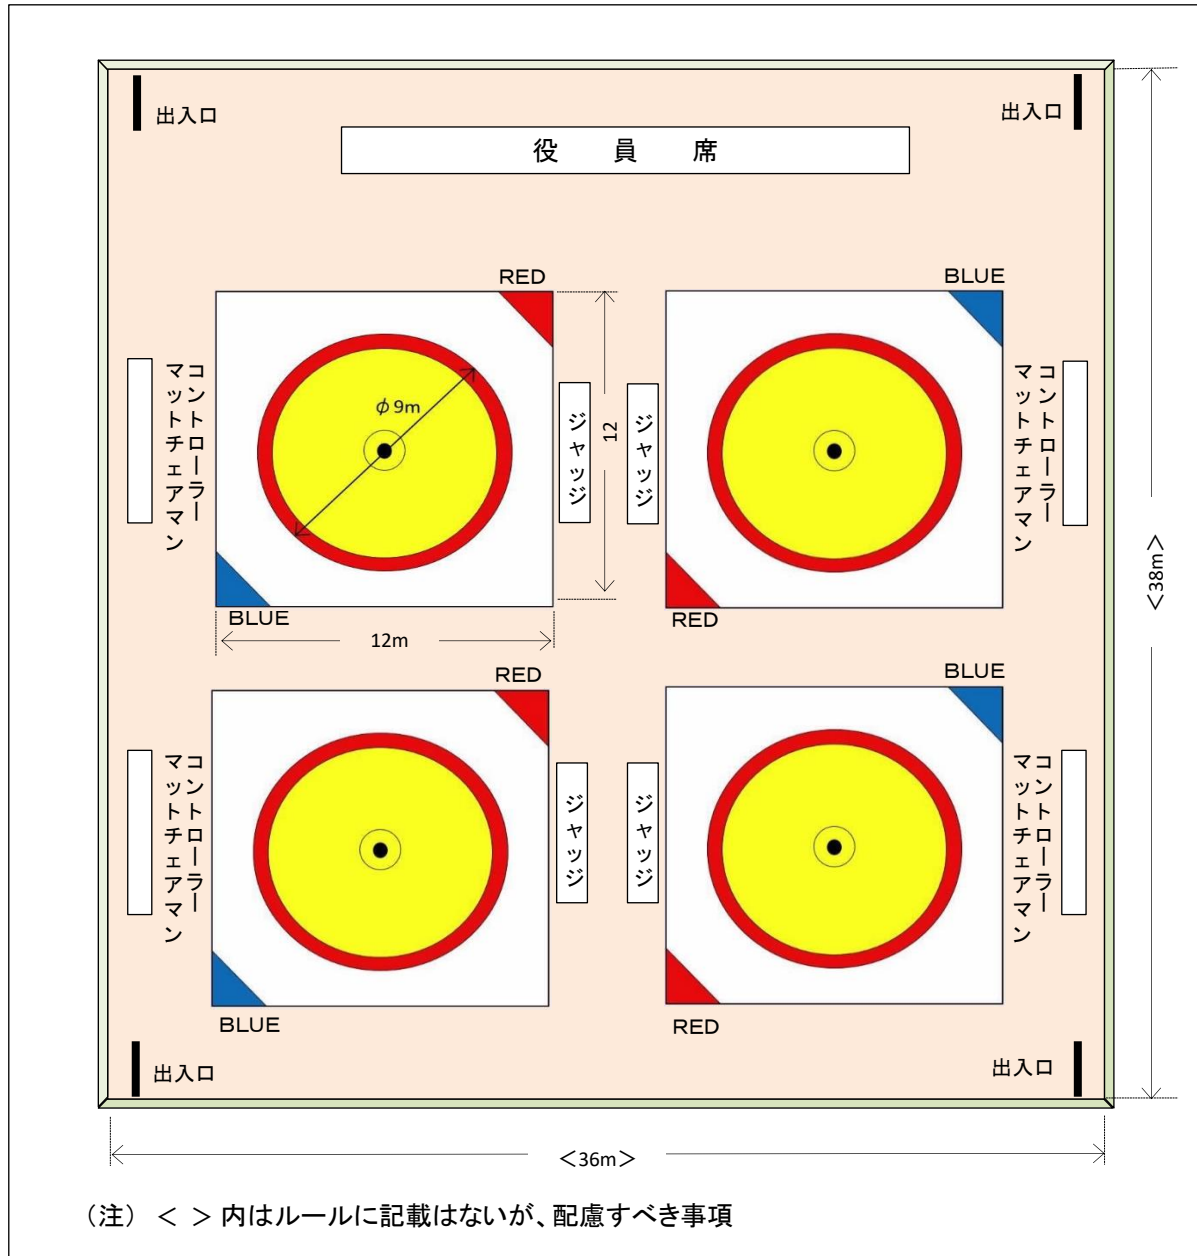 出入口
出入口
役 員 席
RED
BLUE
コントローラー
マットチェアマン
φ9m
ジャッジ
12
ジャッジ
コントローラー
マットチェアマン
<38m>
BLUE
12m
RED
RED
BLUE
コントローラー
マットチェアマン
ジャッジ
ジャッジ
コントローラー
マットチェアマン
BLUE
RED
出入口
出入口
<36m>
(注) < > 内はルールに記載はないが、配慮すべき事項